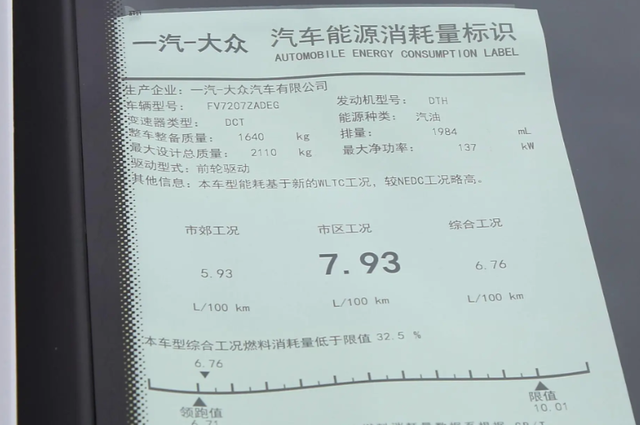 一汽-大众 汽车能源消耗量标识
AUTOMOBILE ENERGY CONSUMPTION LABEL
生产企业：一汽-大众汽车有限公司
车辆型号： FV7207ZADEG 发动机型号： DTH
变速器类型： DCT 能源种类： 汽油
整车整备质量： 1640 kg 排量： 1984 mL
最大设计总质量： 2110 kg 最大净功率： 137 kW
驱动型式：前轮驱动
其他信息：本车型能耗基于新的WLTC工况，较NEDC工况略高。
市郊工况 市区工况 综合工况
5.93 7.93 6.76
L/100 km L/100 km L/100 km
本车型综合工况燃料消耗量低于限值 32.5 %
6.76
领跑值 限值
6.71 10.01